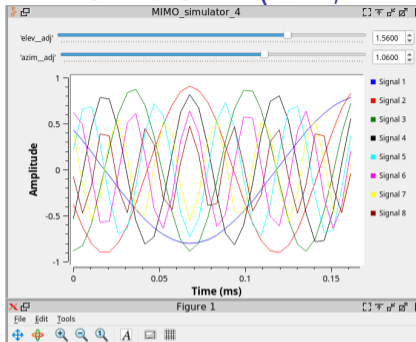 MIMO_simulator_4
'elev__adj' 1.5600
'azim__adj' 1.0600
1
0.5
0
-0.5
-1
Amplitude
0 0.05 0.1 0.15
Time (ms)
Signal 1
Signal 2
Signal 3
Signal 4
Signal 5
Signal 6
Signal 7
Signal 8
Figure 1
File Edit Tools
A